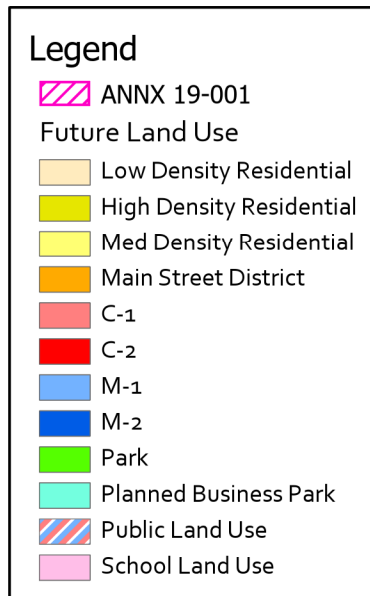 Legend
ANNX 19-001
Future Land Use
Low Density Residential
High Density Residential
Med Density Residential
Main Street District
C-1
C-2
M-1
M-2
Park
Planned Business Park
Public Land Use
School Land Use